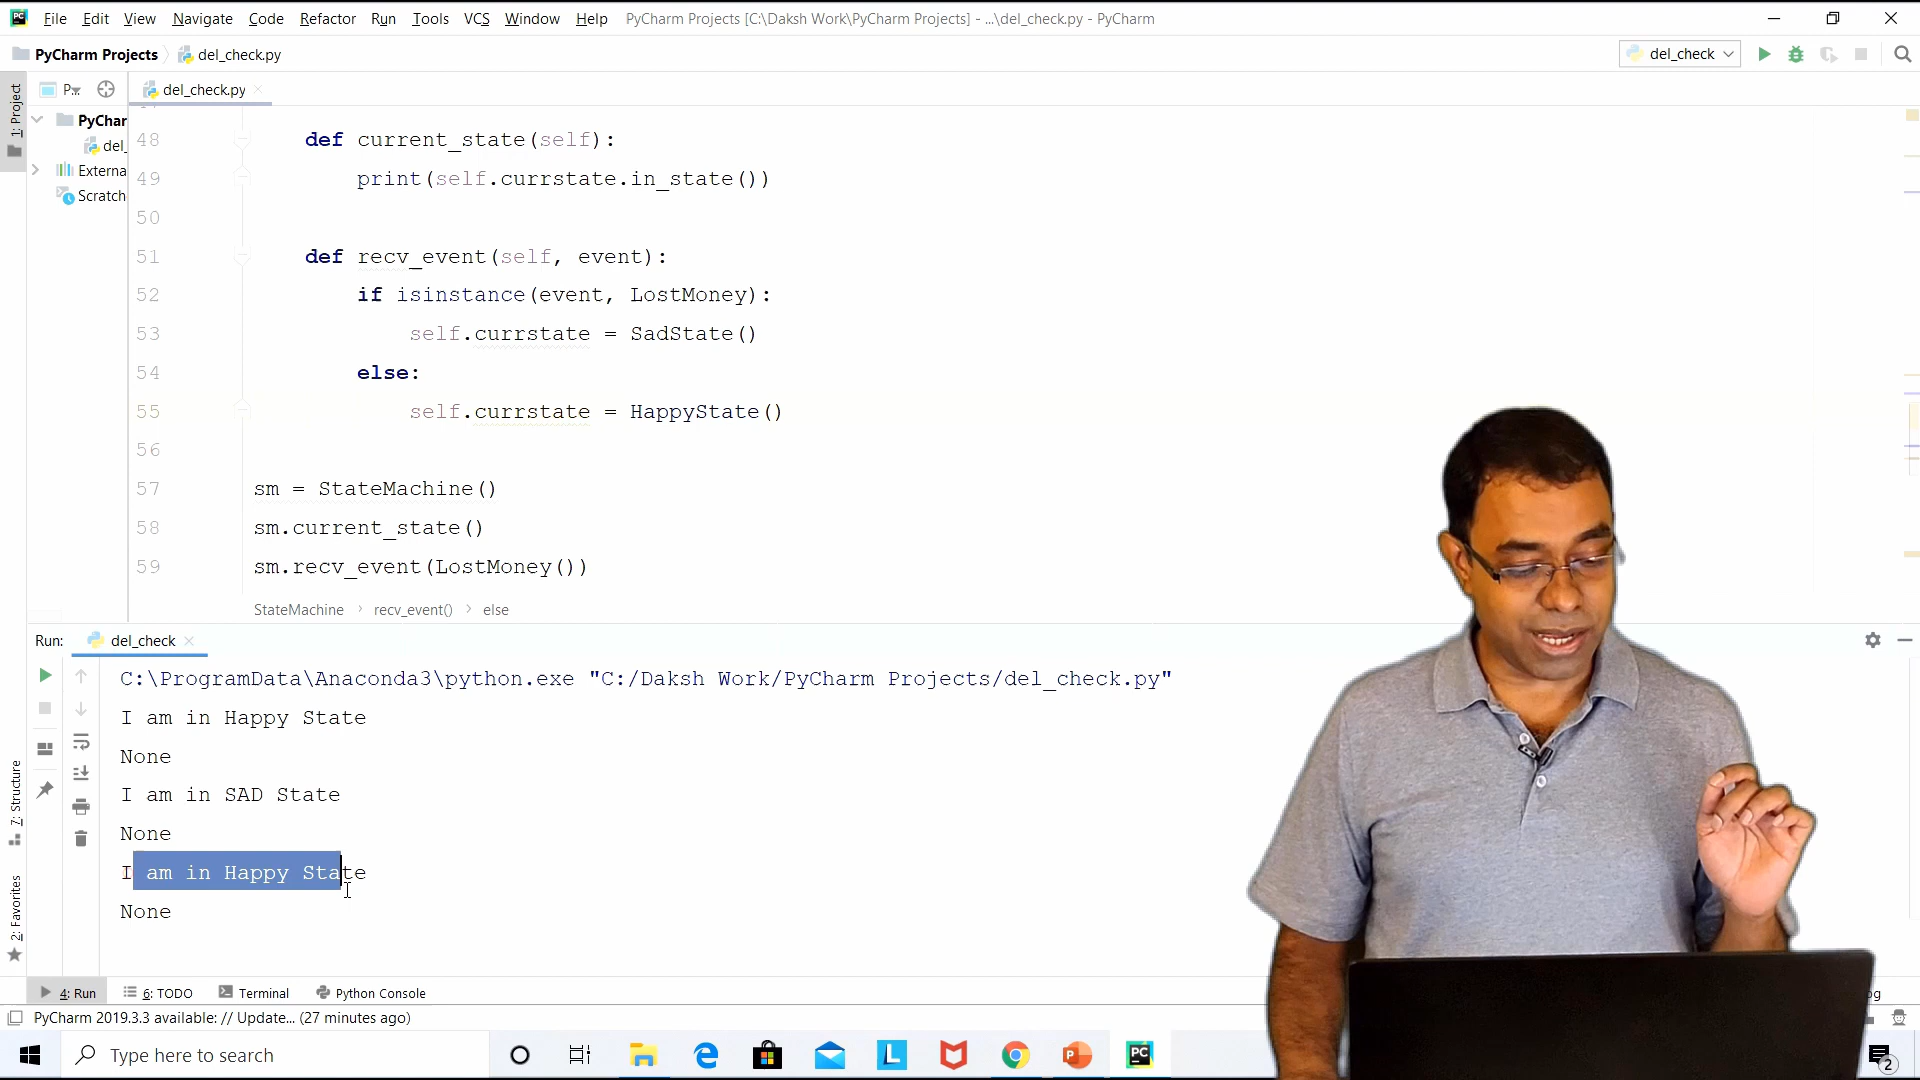 File Edit View Navigate Code Refactor Run Tools VCS Window Help PyCharm Projects [C:\Daksh Work\PyCharm Projects] - ...\del_check.py - PyCharm
PyCharm Projects del_check.py del_check
1: Project
P... del_check.py
PyChar
del_
Externa
Scratch
48 def current_state(self):
49 print(self.currstate.in_state())
50
51 def recv_event(self, event):
52 if isinstance(event, LostMoney):
53 self.currstate = SadState()
54 else:
55 self.currstate = HappyState()
56
57 sm = StateMachine()
58 sm.current_state()
59 sm.recv_event(LostMoney())
StateMachine recv_event() else
Run: del_check
C:\ProgramData\Anaconda3\python.exe "C:/Daksh Work/PyCharm Projects/del_check.py"
I am in Happy State
None
I am in SAD State
None
I am in Happy State
None
7: Structure
2: Favorites
4: Run 6: TODO Terminal Python Console
PyCharm 2019.3.3 available: // Update... (27 minutes ago)
Type here to search
2